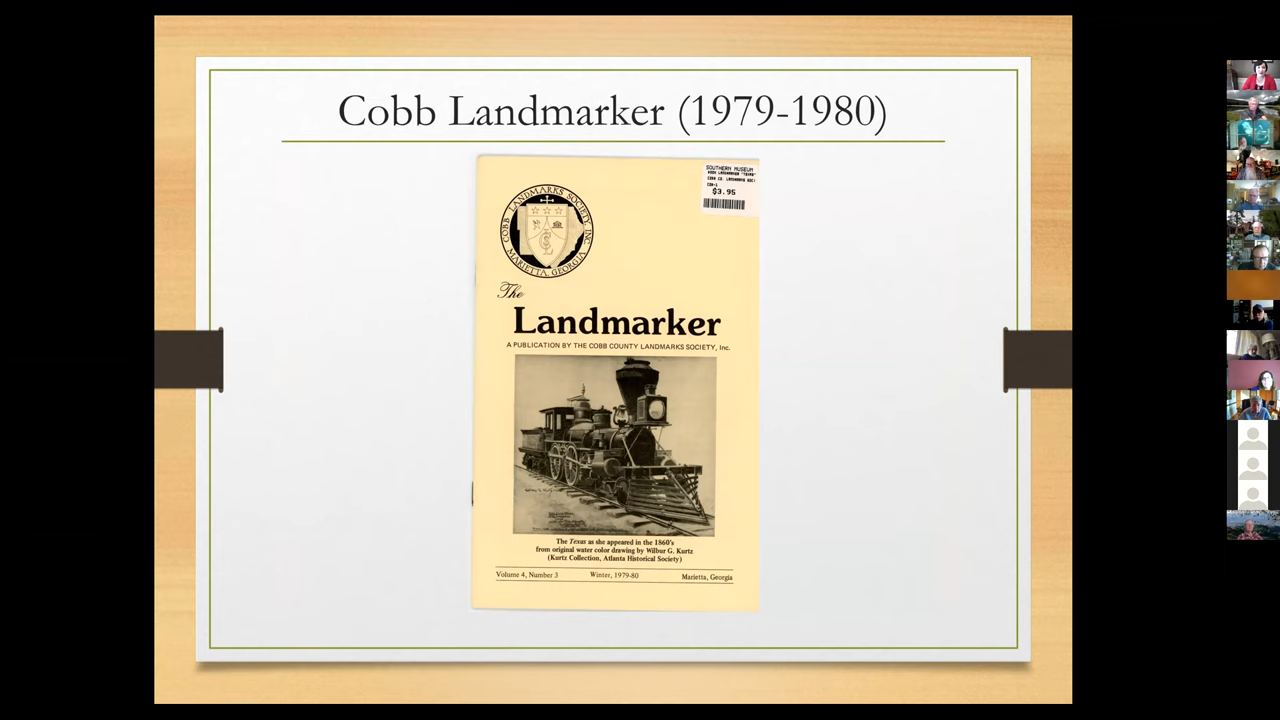 Cobb Landmarker (1979-1980)
SOUTHERN MUSEUM
$3.95
COBB LANDMARKS SOCIETY, INC.
MARIETTA, GEORGIA
The
Landmarker
A PUBLICATION BY THE COBB COUNTY LANDMARKS SOCIETY, Inc.
The Texas as she appeared in the 1860's
from original water color drawing by Wilbur G. Kurtz
(Kurtz Collection, Atlanta Historical Society)
Volume 4, Number 3 Winter, 1979-80 Marietta, Georgia